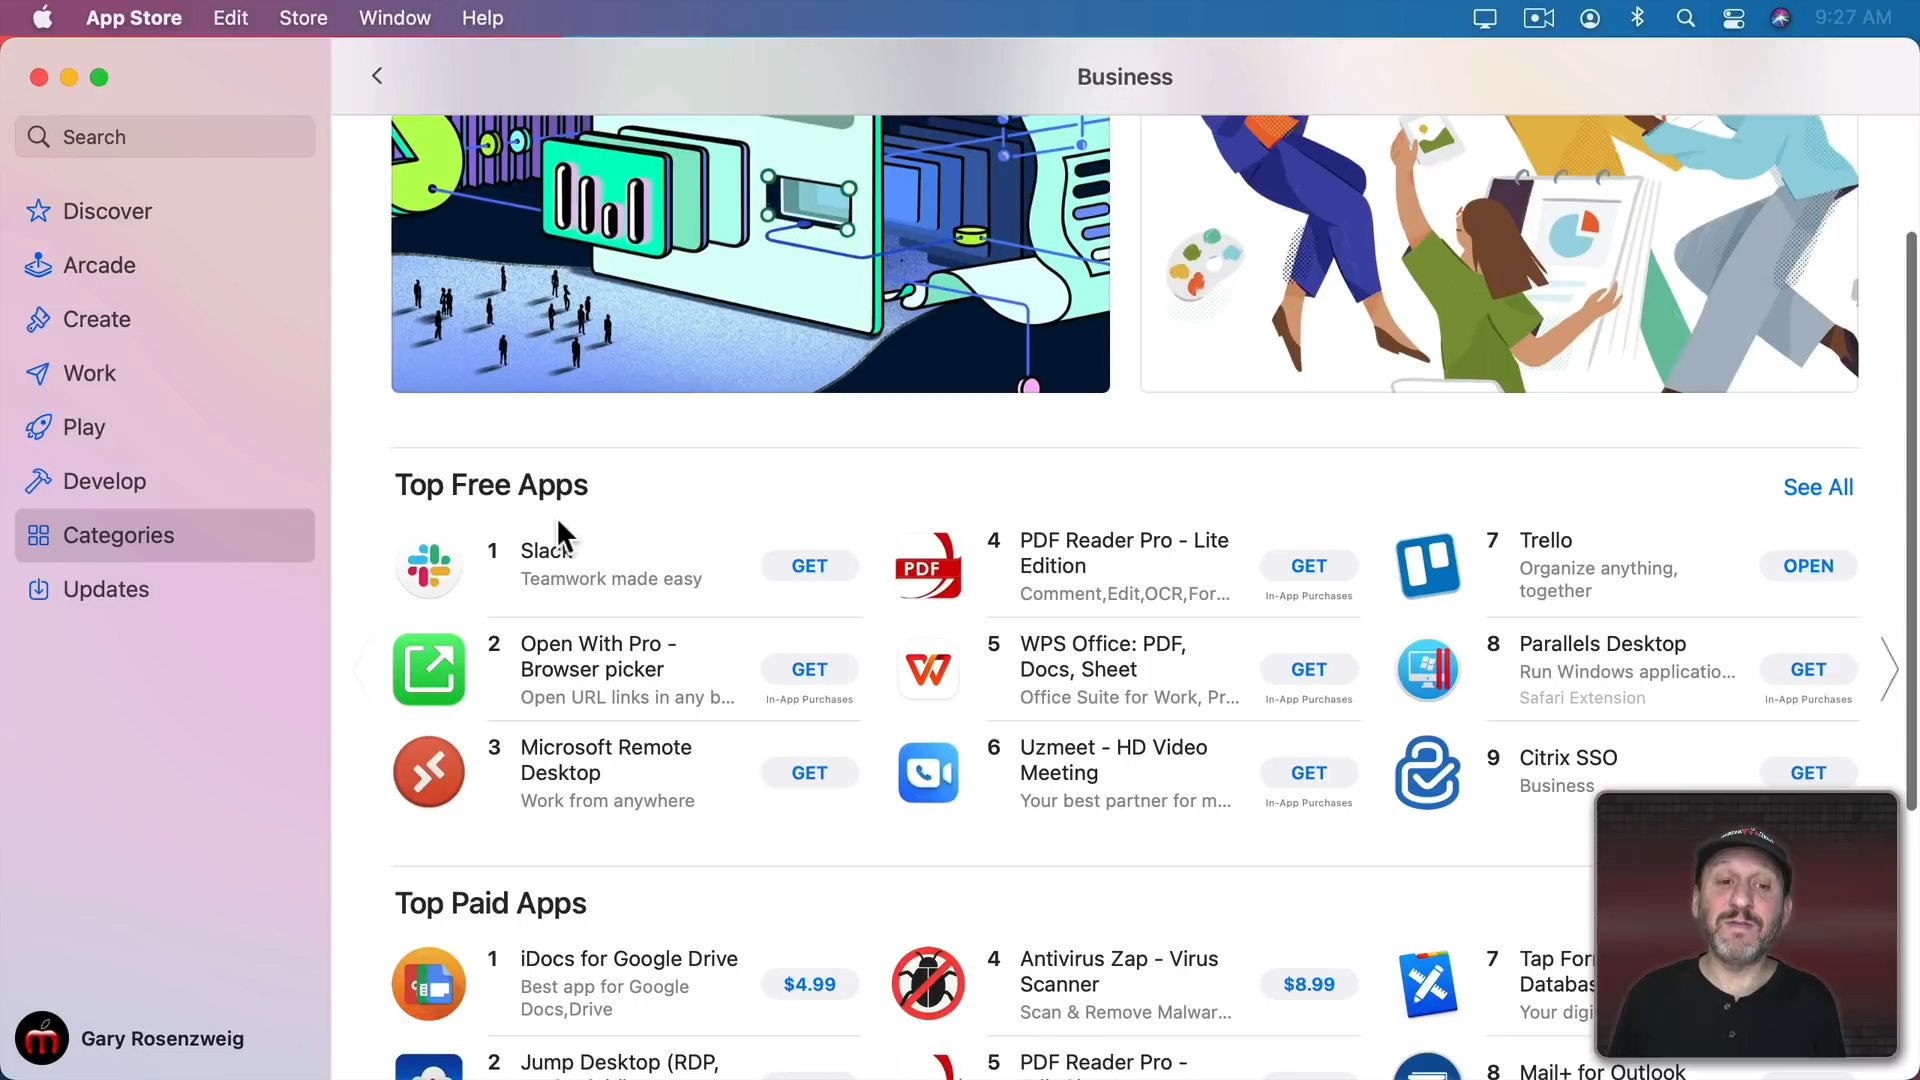 App Store Edit Store Window Help 9:27 AM
Business
Search
Discover
Arcade
Create
Work
Play
Develop
Categories
Updates
Gary Rosenzweig
Top Free Apps
See All
1 Slack
Teamwork made easy
GET
2 Open With Pro -
Browser picker
Open URL links in any b...
GET
In-App Purchases
3 Microsoft Remote
Desktop
Work from anywhere
GET
PDF
4 PDF Reader Pro - Lite
Edition
Comment,Edit,OCR,For...
GET
In-App Purchases
5 WPS Office: PDF,
Docs, Sheet
Office Suite for Work, Pr...
GET
In-App Purchases
6 Uzmeet - HD Video
Meeting
Your best partner for m...
GET
In-App Purchases
7 Trello
Organize anything,
together
OPEN
8 Parallels Desktop
Run Windows applicatio...
Safari Extension
GET
In-App Purchases
9 Citrix SSO
Business
GET
Top Paid Apps
1 iDocs for Google Drive
Best app for Google
Docs,Drive
$4.99
2 Jump Desktop (RDP,
4 Antivirus Zap - Virus
Scanner
Scan & Remove Malwar...
$8.99
5 PDF Reader Pro -
7 Tap For
Databas
Your digi
8 Mail+ for Outlook